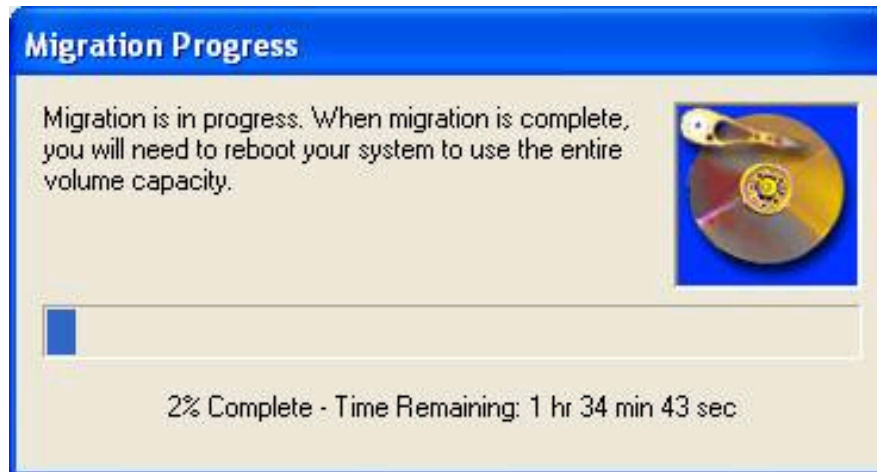 Migration Progress
Migration is in progress. When migration is complete,
you will need to reboot your system to use the entire
volume capacity.
2% Complete - Time Remaining: 1 hr 34 min 43 sec